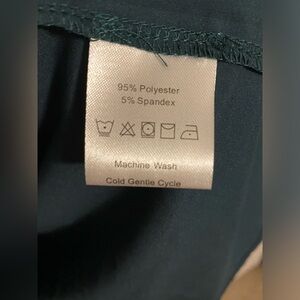 95% Polyester
5% Spandex
Machine Wash
Cold Gentle Cycle